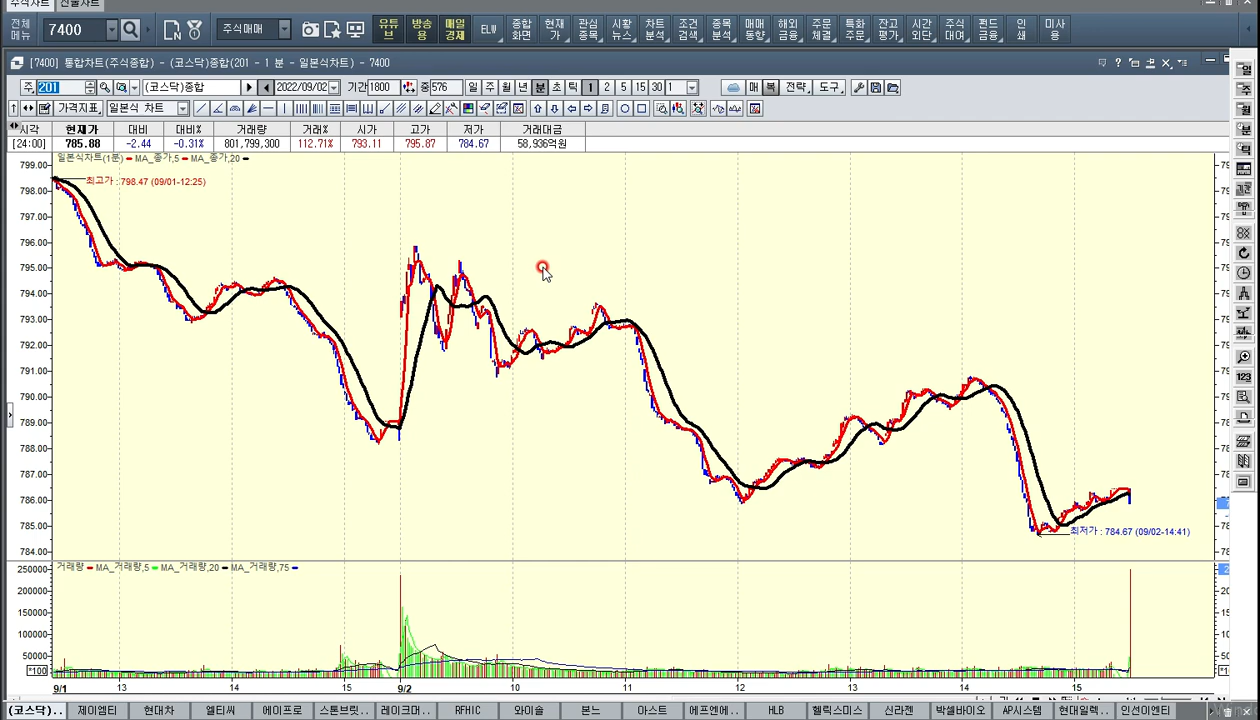 주식차트 선물차트
전체메뉴 7400 주식매매 유튜브 방송용 매일경제 ELW 종합화면 현재가 관심종목 시황뉴스 차트분석 조건검색 종목분석 매매동향 해외금융 주문체결 특화주문 잔고평가 시간외단 주식대여 펀드금융 인쇄 미사용
[7400] 통합차트(주식종합) - (코스닥)종합(201 - 1 분 - 일본식차트) - 7400
주 201 (코스닥)종합 2022/09/02 기간 1800 중 576 일 주 월 년 분 초 틱 1 2 5 15 30 1 매 복 전략 도구
가격지표 일본식 차트
시각 현재가 대비 대비% 거래량 거래% 시가 고가 저가 거래대금
[24:00] 785.88 -2.44 -0.31% 801,799,300 112.71% 793.11 795.87 784.67 58,936억원
일본식차트(1분) MA_종가,5 MA_종가,20
799.00
최고가 : 798.47 (09/01-12:25)
798.00
797.00
796.00
795.00
794.00
793.00
792.00
791.00
790.00
789.00
788.00
787.00
786.00
785.00
최저가 : 784.67 (09/02-14:41)
784.00
거래량 MA_거래량,5 MA_거래량,20 MA_거래량,75
250000
200000
150000
100000
50000
*100
9/1 13 14 15 9/2 10 11 12 13 14 15
(코스닥).. 제이엠티 현대차 엘티씨 에이프로 스톤브릿.. 레이크머.. RFHIC 와이솔 본느 아스트 에프엔에.. HLB 헬릭스미스 신라젠 박셀바이오 AP시스템 현대일렉.. 인선이엔티